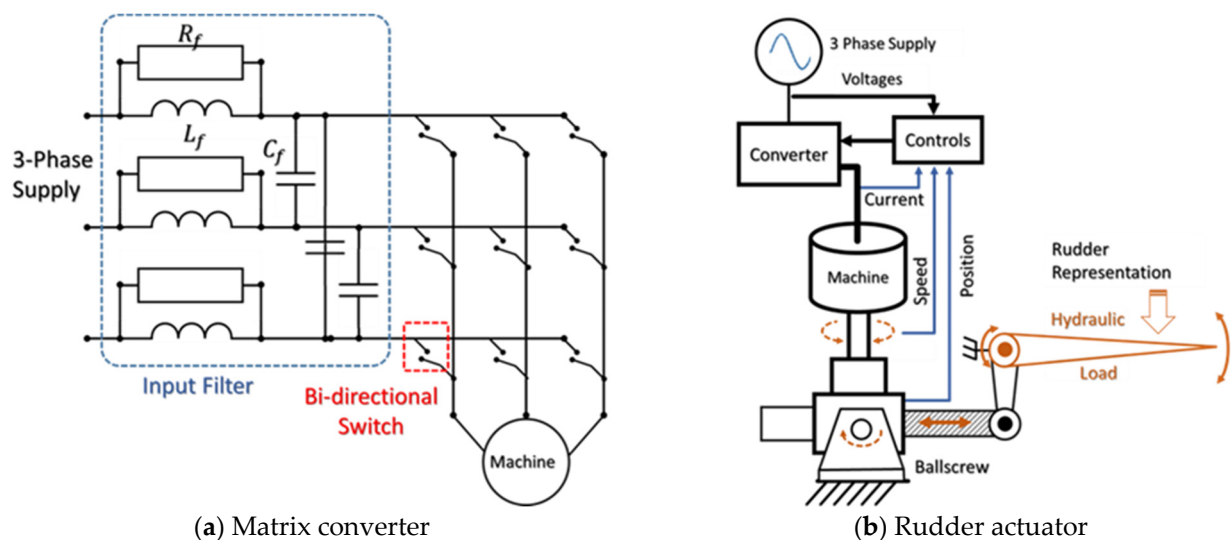 R_f
L_f
C_f
3-Phase
Supply
Input Filter
Bi-directional
Switch
Machine
(a) Matrix converter
3 Phase Supply
Voltages
Converter
Controls
Current
Machine
Speed
Position
Rudder
Representation
Hydraulic
Load
Ballscrew
(b) Rudder actuator